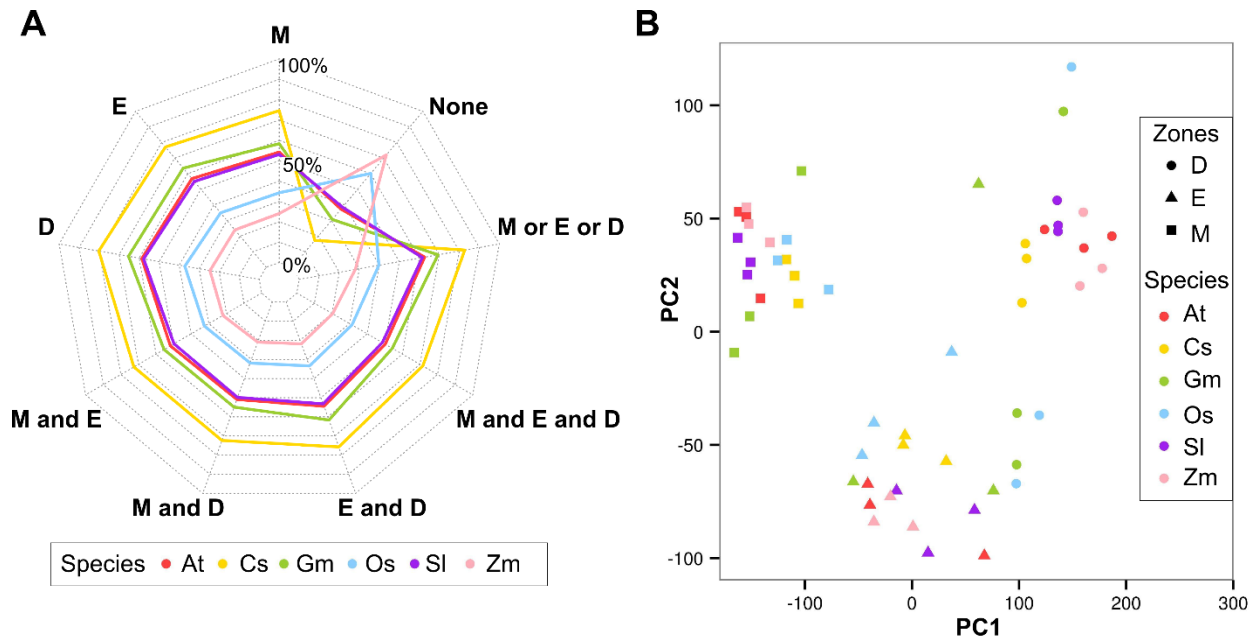 A
M
100%
E
None
50%
D
M or E or D
0%
M and E
M and E and D
M and D
E and D
Species At Cs Gm Os Sl Zm
B
PC2
100
50
0
-50
-100
-100 0 100 200 300
PC1
Zones
D
E
M
Species
At
Cs
Gm
Os
Sl
Zm